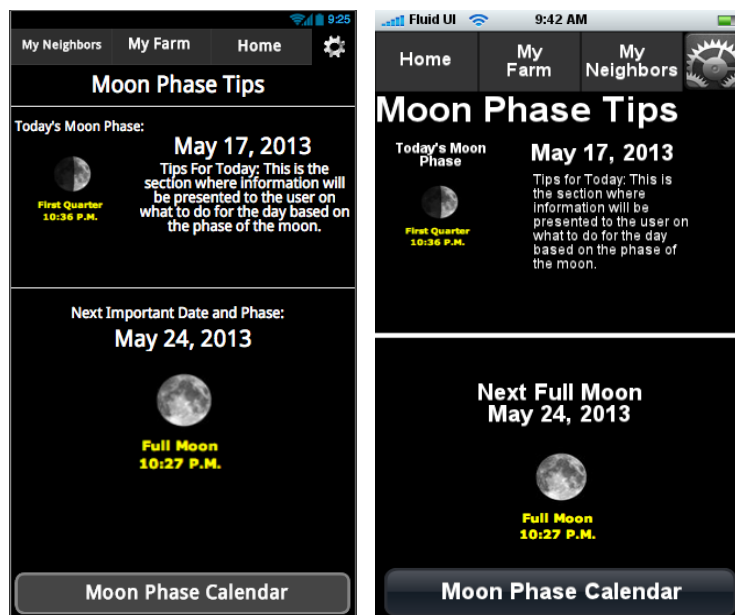 9:25
My Neighbors My Farm Home
Moon Phase Tips
Today's Moon Phase:
May 17, 2013
Tips For Today: This is the
section where information will
be presented to the user on
what to do for the day based on
the phase of the moon.
First Quarter
10:36 P.M.
Next Important Date and Phase:
May 24, 2013
Full Moon
10:27 P.M.
Moon Phase Calendar
Fluid UI 9:42 AM
Home My
Farm My
Neighbors
Moon Phase Tips
Today's Moon
Phase
May 17, 2013
Tips for Today: This is
the section where
information will be
presented to the user on
what to do for the day
based on the phase of
the moon.
First Quarter
10:36 P.M.
Next Full Moon
May 24, 2013
Full Moon
10:27 P.M.
Moon Phase Calendar